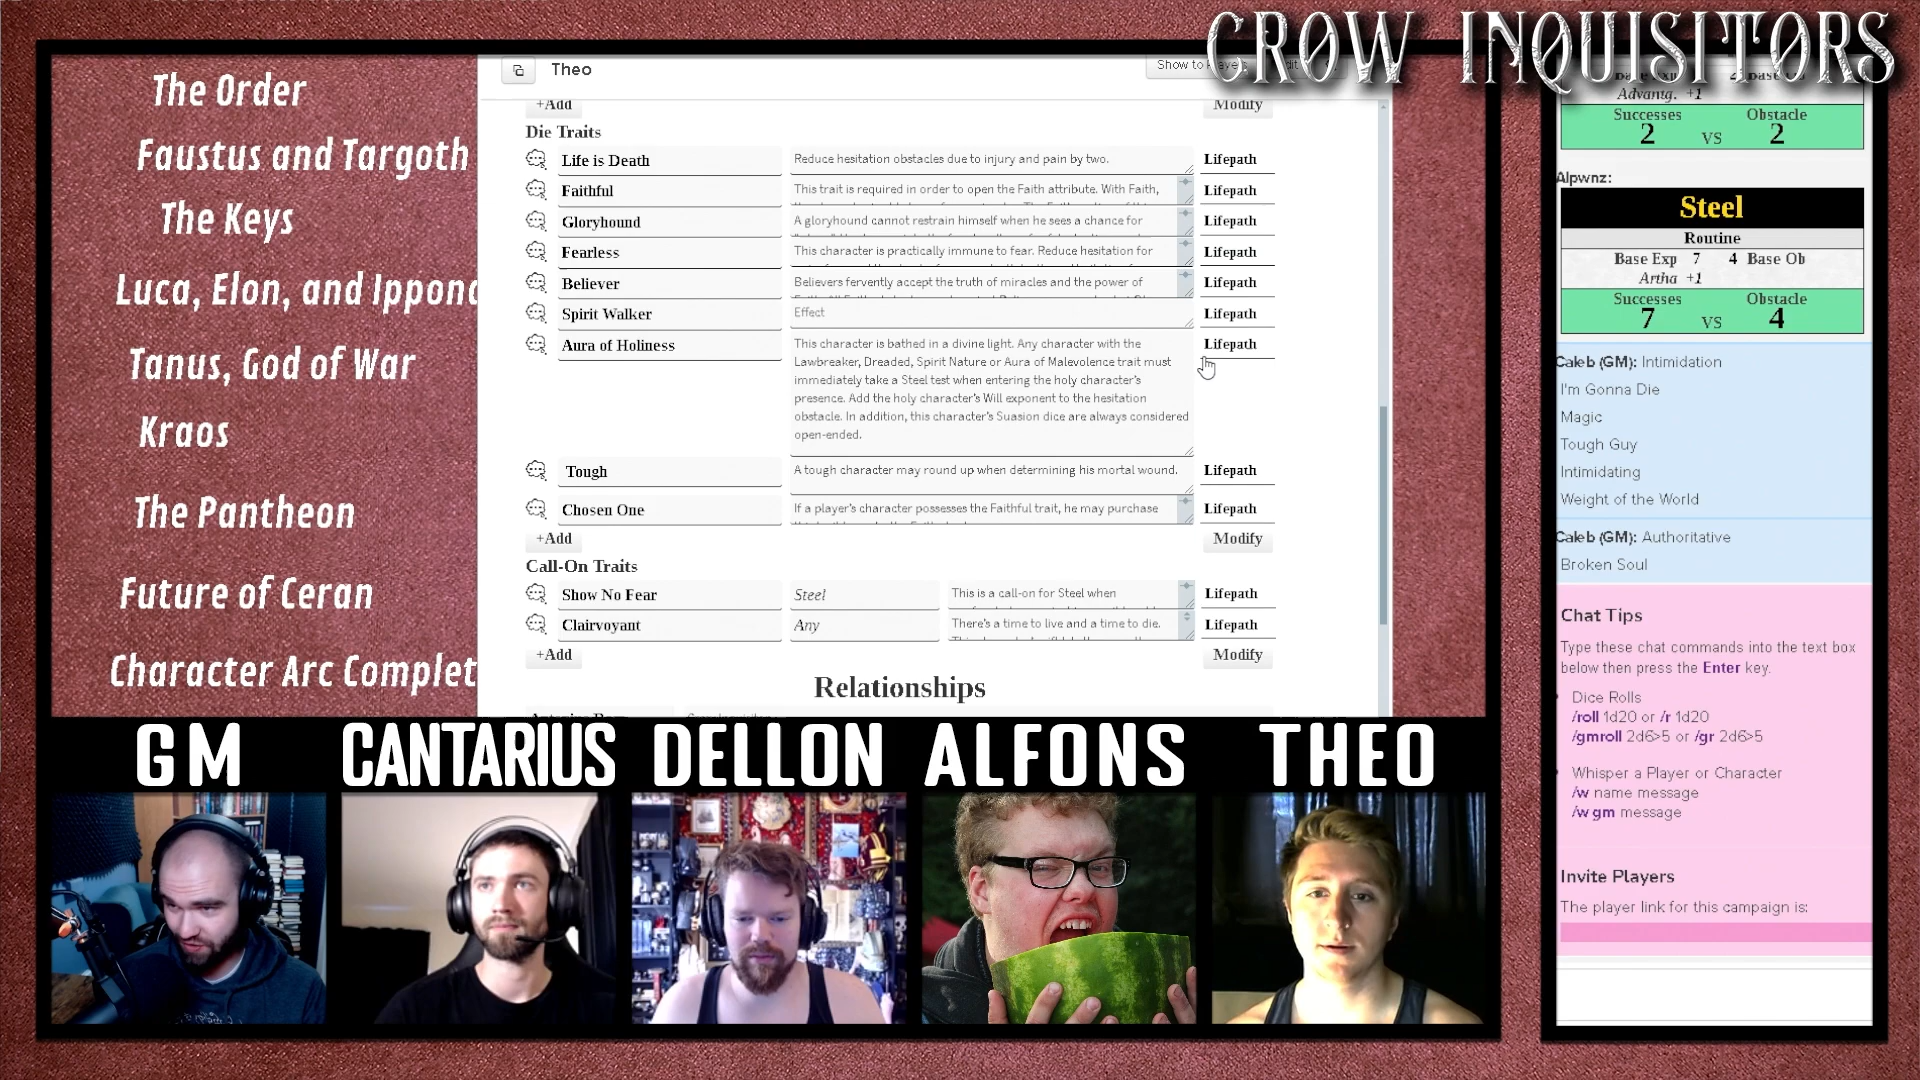 CROW INQUISITORS
The Order
Faustus and Targoth
The Keys
Luca, Elon, and Ippono
Tanus, God of War
Kraos
The Pantheon
Future of Ceran
Character Arc Complet
Theo
Show to
+Add
Modify
Die Traits
Life is Death
Reduce hesitation obstacles due to injury and pain by two.
Lifepath
Faithful
This trait is required in order to open the Faith attribute. With Faith,
Lifepath
Gloryhound
A gloryhound cannot restrain himself when he sees a chance for
Lifepath
Fearless
This character is practically immune to fear. Reduce hesitation for
Lifepath
Believer
Believers fervently accept the truth of miracles and the power of
Lifepath
Spirit Walker
Effect
Lifepath
Aura of Holiness
This character is bathed in a divine light. Any character with the
Lawbreaker, Dreaded, Spirit Nature or Aura of Malevolence trait must
immediately take a Steel test when entering the holy character's
presence. Add the holy character's Will exponent to the hesitation
obstacle. In addition, this character's Suasion dice are always considered
open-ended.
Lifepath
Tough
A tough character may round up when determining his mortal wound.
Lifepath
Chosen One
If a player's character possesses the Faithful trait, he may purchase
Lifepath
+Add
Modify
Call-On Traits
Show No Fear
Steel
This is a call-on for Steel when
Lifepath
Clairvoyant
Any
There's a time to live and a time to die.
Lifepath
+Add
Modify
Relationships
GM
CANTARIUS
DELLON
ALFONS
THEO
Advantg. +1
Successes Obstacle
2 VS 2
Alpwnz:
Steel
Routine
Base Exp 7 4 Base Ob
Artha +1
Successes Obstacle
7 VS 4
Caleb (GM): Intimidation
I'm Gonna Die
Magic
Tough Guy
Intimidating
Weight of the World
Caleb (GM): Authoritative
Broken Soul
Chat Tips
Type these chat commands into the text box
below then press the Enter key.
Dice Rolls
/roll 1d20 or /r 1d20
/gmroll 2d6>5 or /gr 2d6>5
Whisper a Player or Character
/w name message
/w gm message
Invite Players
The player link for this campaign is: